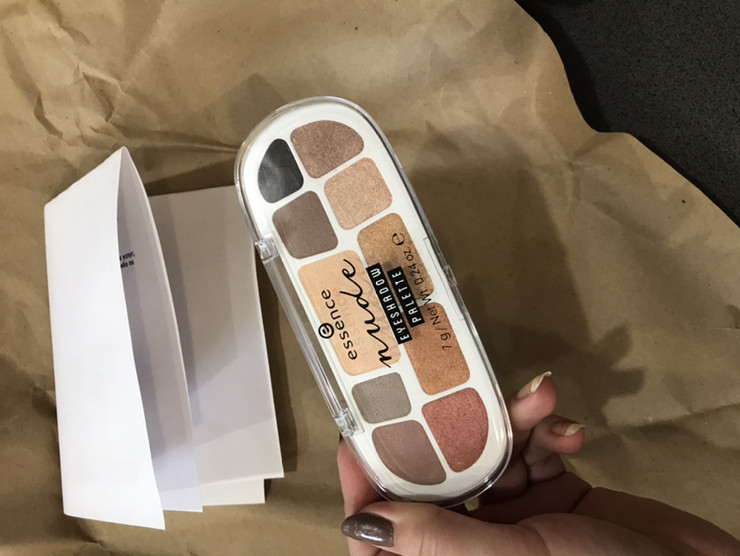 essence
nude
EYESHADOW
PALETTE
7 g/Net Wt. 0.24 oz. ℮